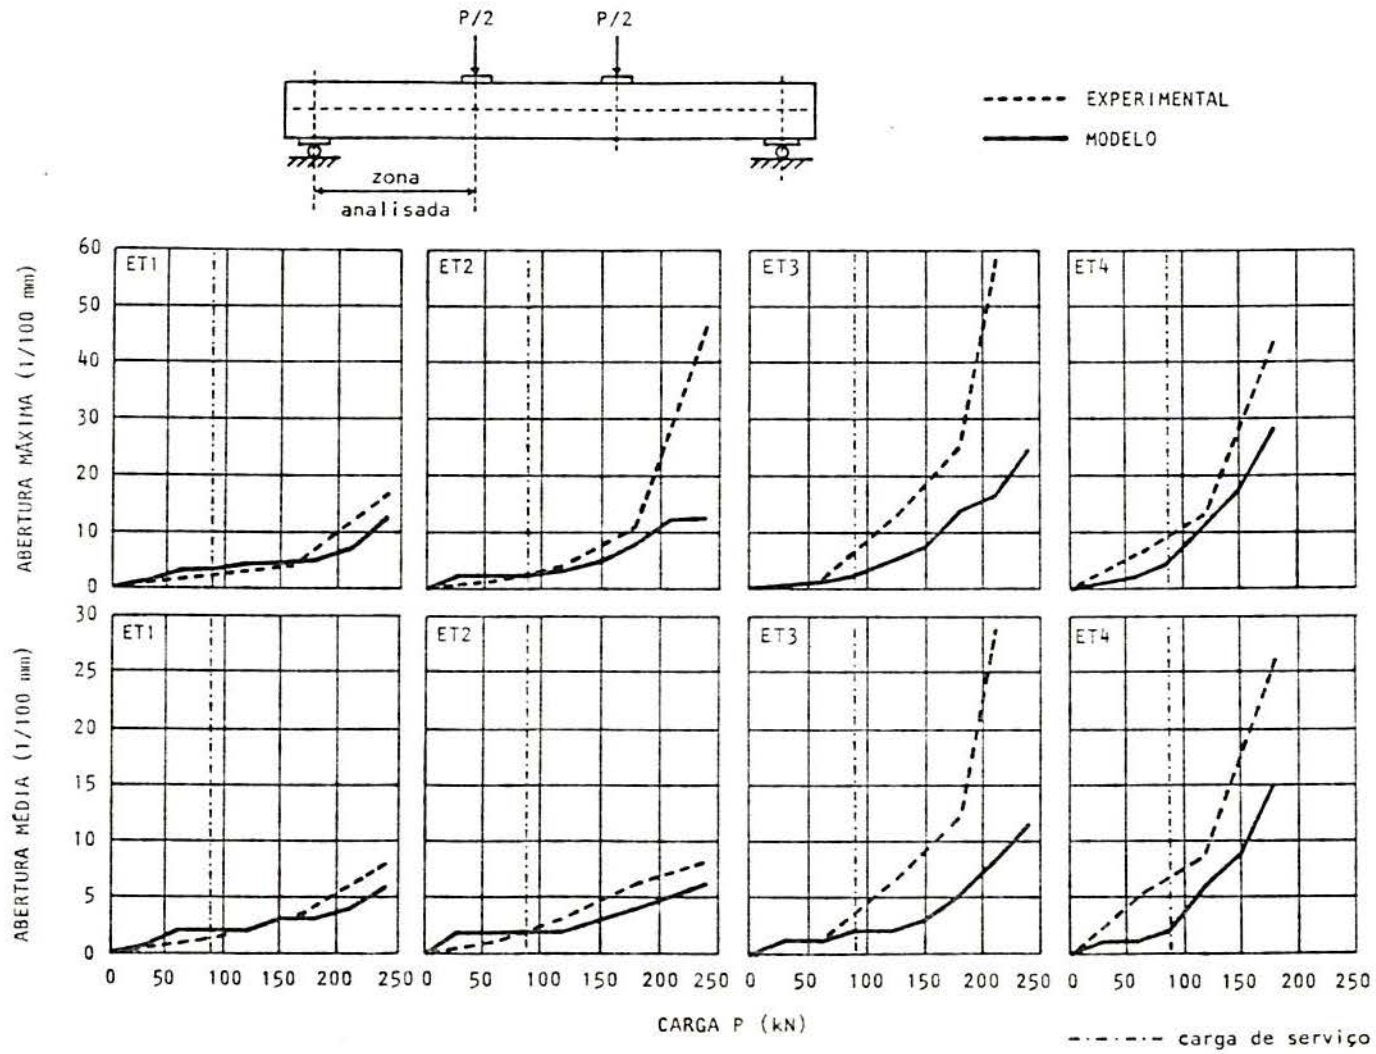 P/2 P/2
EXPERIMENTAL
MODELO
zona
analisada
ABERTURA MÁXIMA (1/100 mm)
60
50
40
30
20
10
0
ET1
ET2
ET3
ET4
ABERTURA MÉDIA (1/100 mm)
30
25
20
15
10
5
0
ET1
ET2
ET3
ET4
0 50 100 150 200 250
0 50 100 150 200 250
0 50 100 150 200 250
0 50 100 150 200 250
CARGA P (kN)
carga de serviço